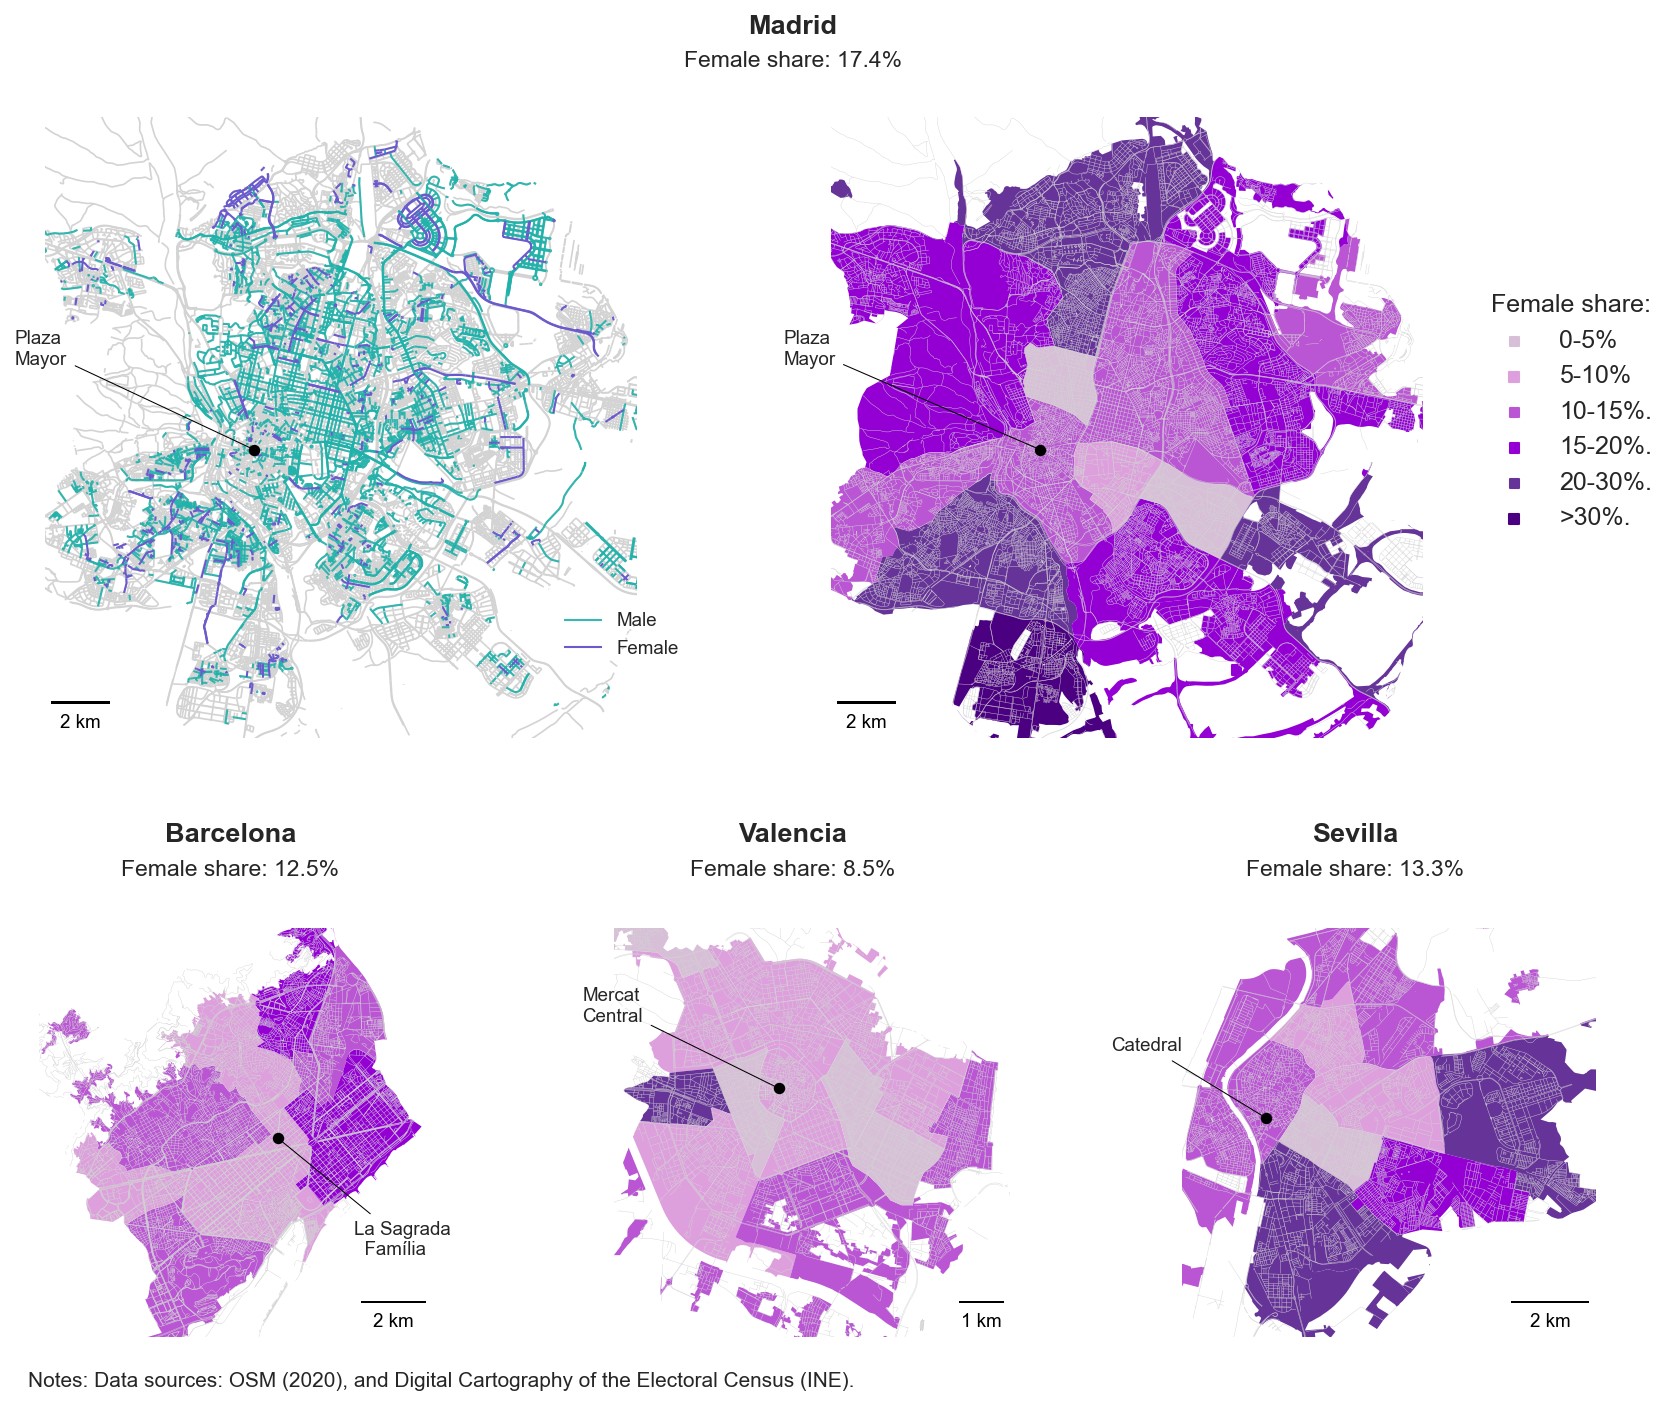 Madrid
Female share: 17.4%
Plaza
Mayor
Male
Female
2 km
Plaza
Mayor
2 km
Female share:
0-5%
5-10%
10-15%.
15-20%.
20-30%.
>30%.
Barcelona
Female share: 12.5%
La Sagrada
Família
2 km
Valencia
Female share: 8.5%
Mercat
Central
1 km
Sevilla
Female share: 13.3%
Catedral
2 km
Notes: Data sources: OSM (2020), and Digital Cartography of the Electoral Census (INE).